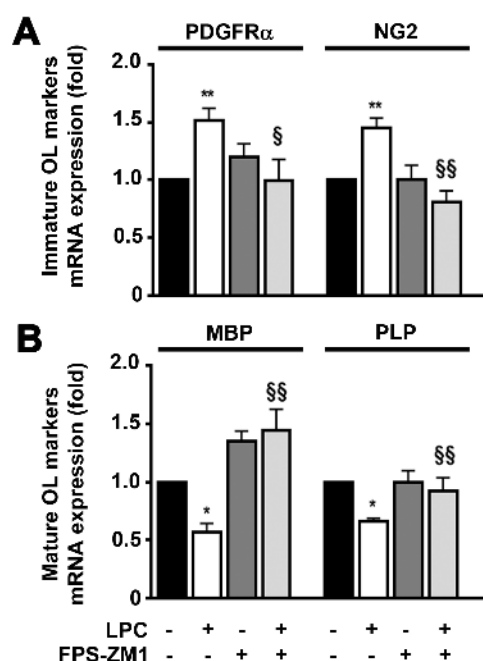 A
PDGFRα NG2
Immature OL markers
mRNA expression (fold)
2.0
** **
1.5
§ §§
1.0
0.5
0
B
MBP PLP
Mature OL markers
mRNA expression (fold)
2.0
§§
1.5
§§
1.0
* *
0.5
0
LPC - + - + - + - +
FPS-ZM1 - - + + - - + +